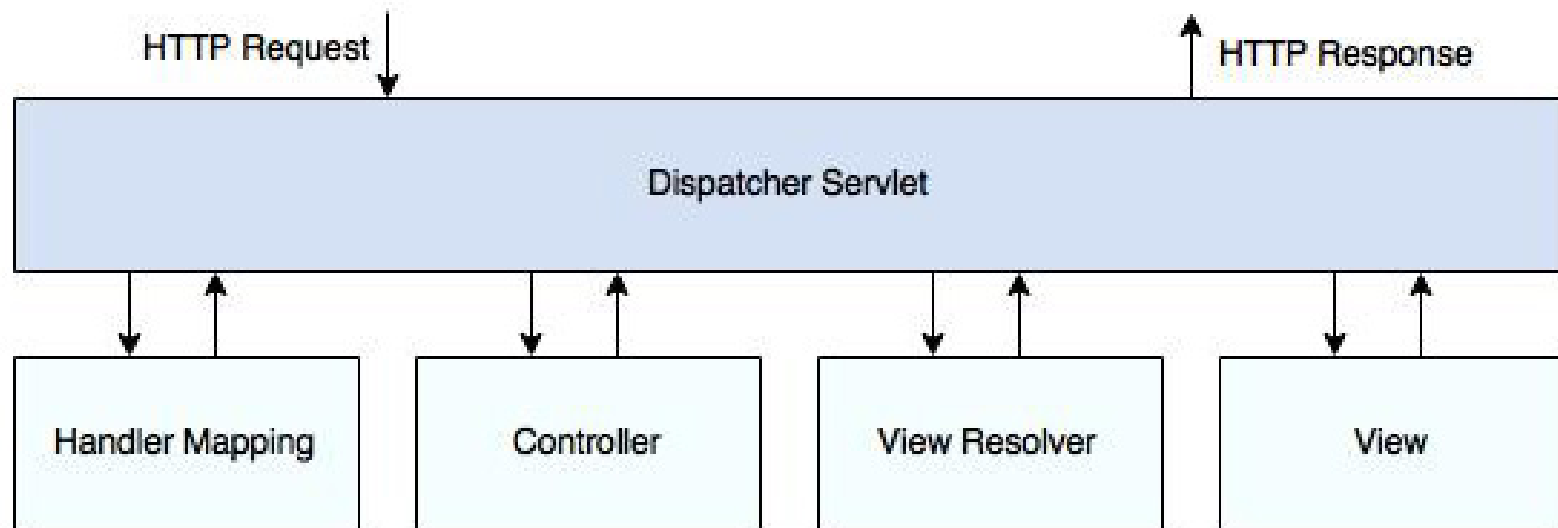 HTTP Request
HTTP Response
Dispatcher Servlet
Handler Mapping
Controller
View Resolver
View